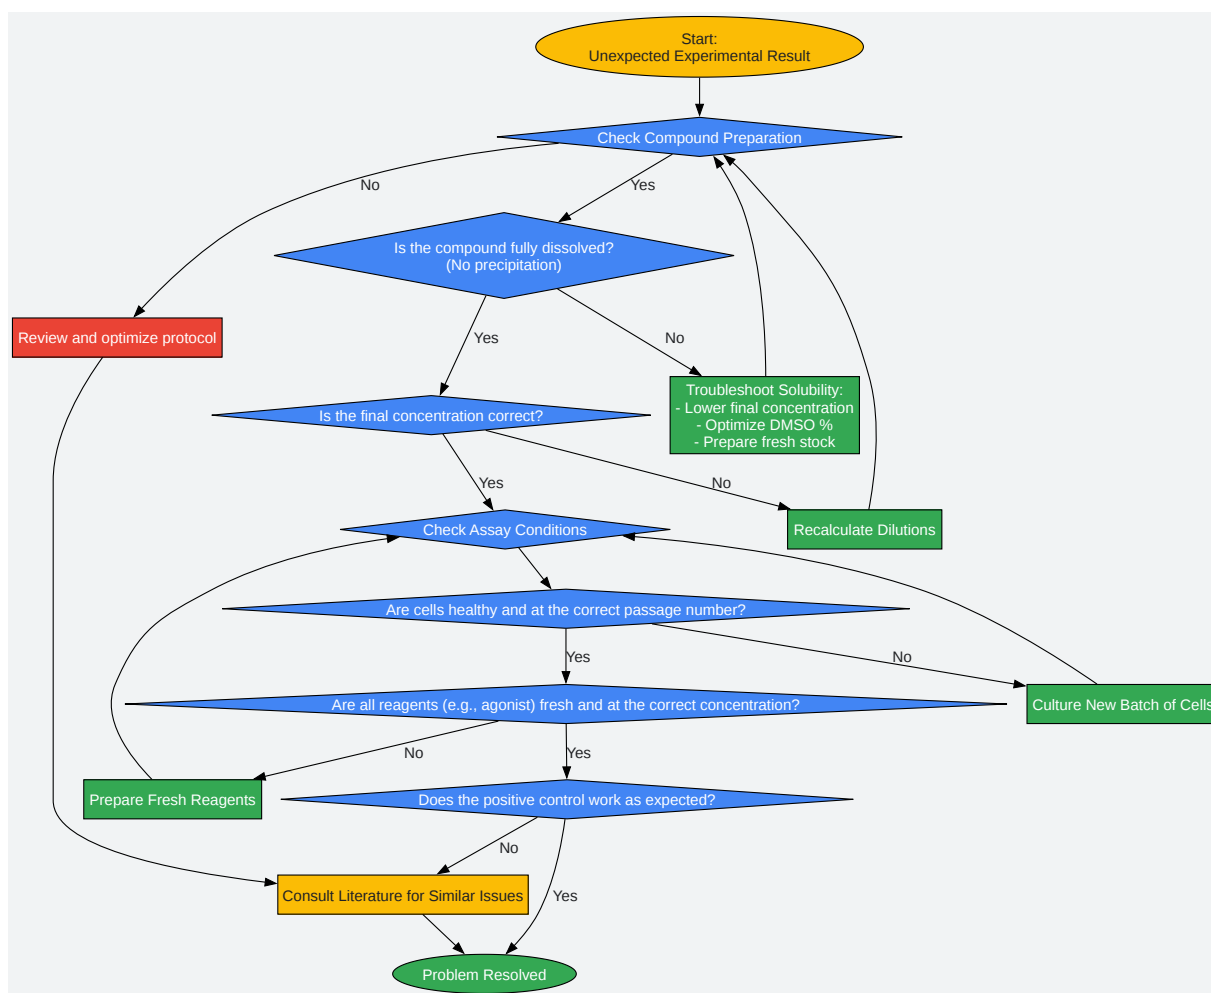 Start:
Unexpected Experimental Result
Check Compound Preparation
No
Yes
Is the compound fully dissolved?
(No precipitation)
Review and optimize protocol
Yes
No
Troubleshoot Solubility:
- Lower final concentration
- Optimize DMSO %
- Prepare fresh stock
Is the final concentration correct?
Yes
No
Check Assay Conditions
Recalculate Dilutions
Are cells healthy and at the correct passage number?
Yes
No
Are all reagents (e.g., agonist) fresh and at the correct concentration?
Culture New Batch of Cells
No
Yes
Prepare Fresh Reagents
Does the positive control work as expected?
No
Yes
Consult Literature for Similar Issues
Problem Resolved